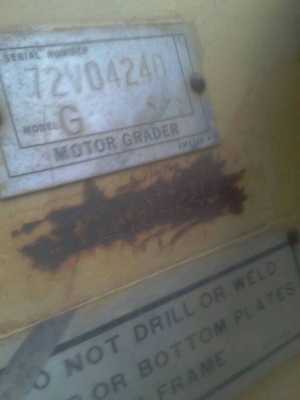 SERIAL NUMBER
72V04240
MODEL G
MOTOR GRADER
NOT DRILL OR WELD
OR BOTTOM PLATES
FRAME